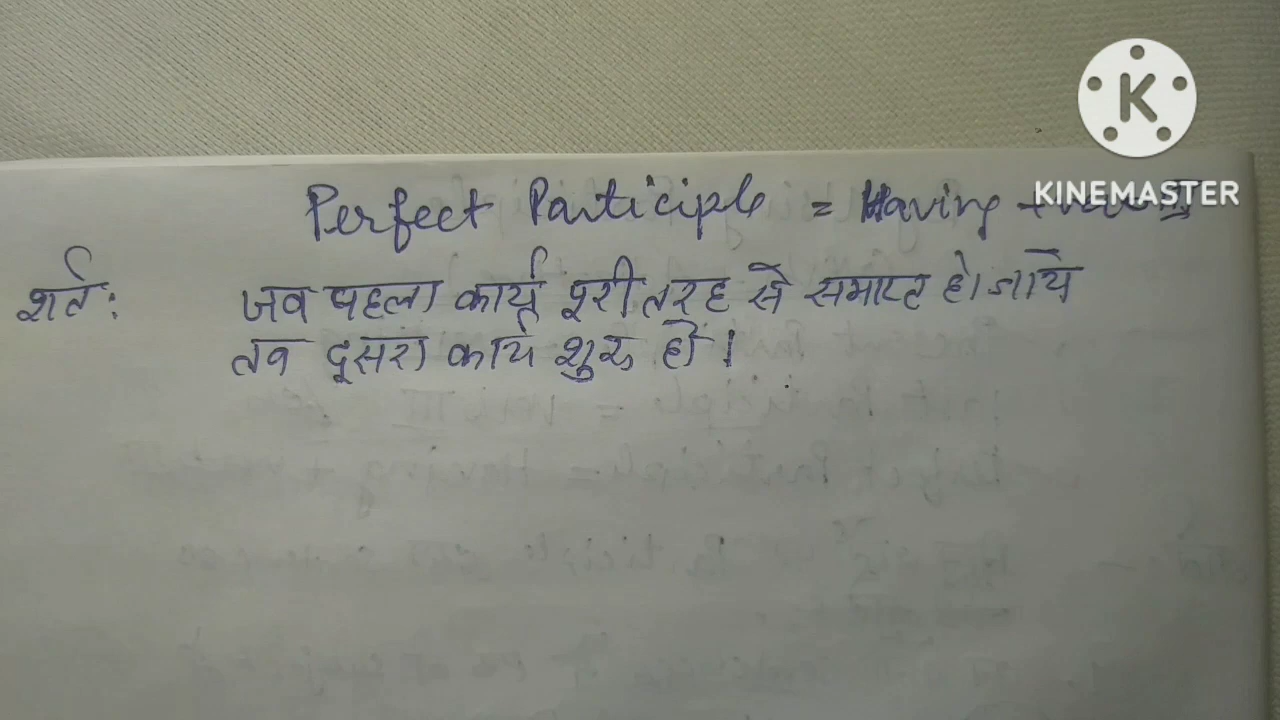 K
KINEMASTER
Perfect Participle = Having +
शर्त: जब पहला कार्य पूरी तरह से समाप्त हो जाये
तब दूसरा कार्य शुरू हों।